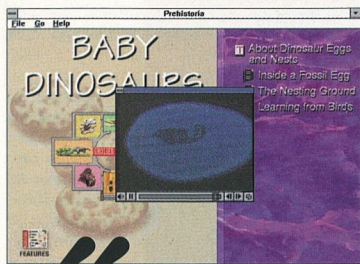 Prehistoria
File Go Help
BABY
DINOSAURS
T About Dinosaur Eggs
and Nests
Inside a Fossil Egg
The Nesting Ground
Learning from Birds
FEATURES